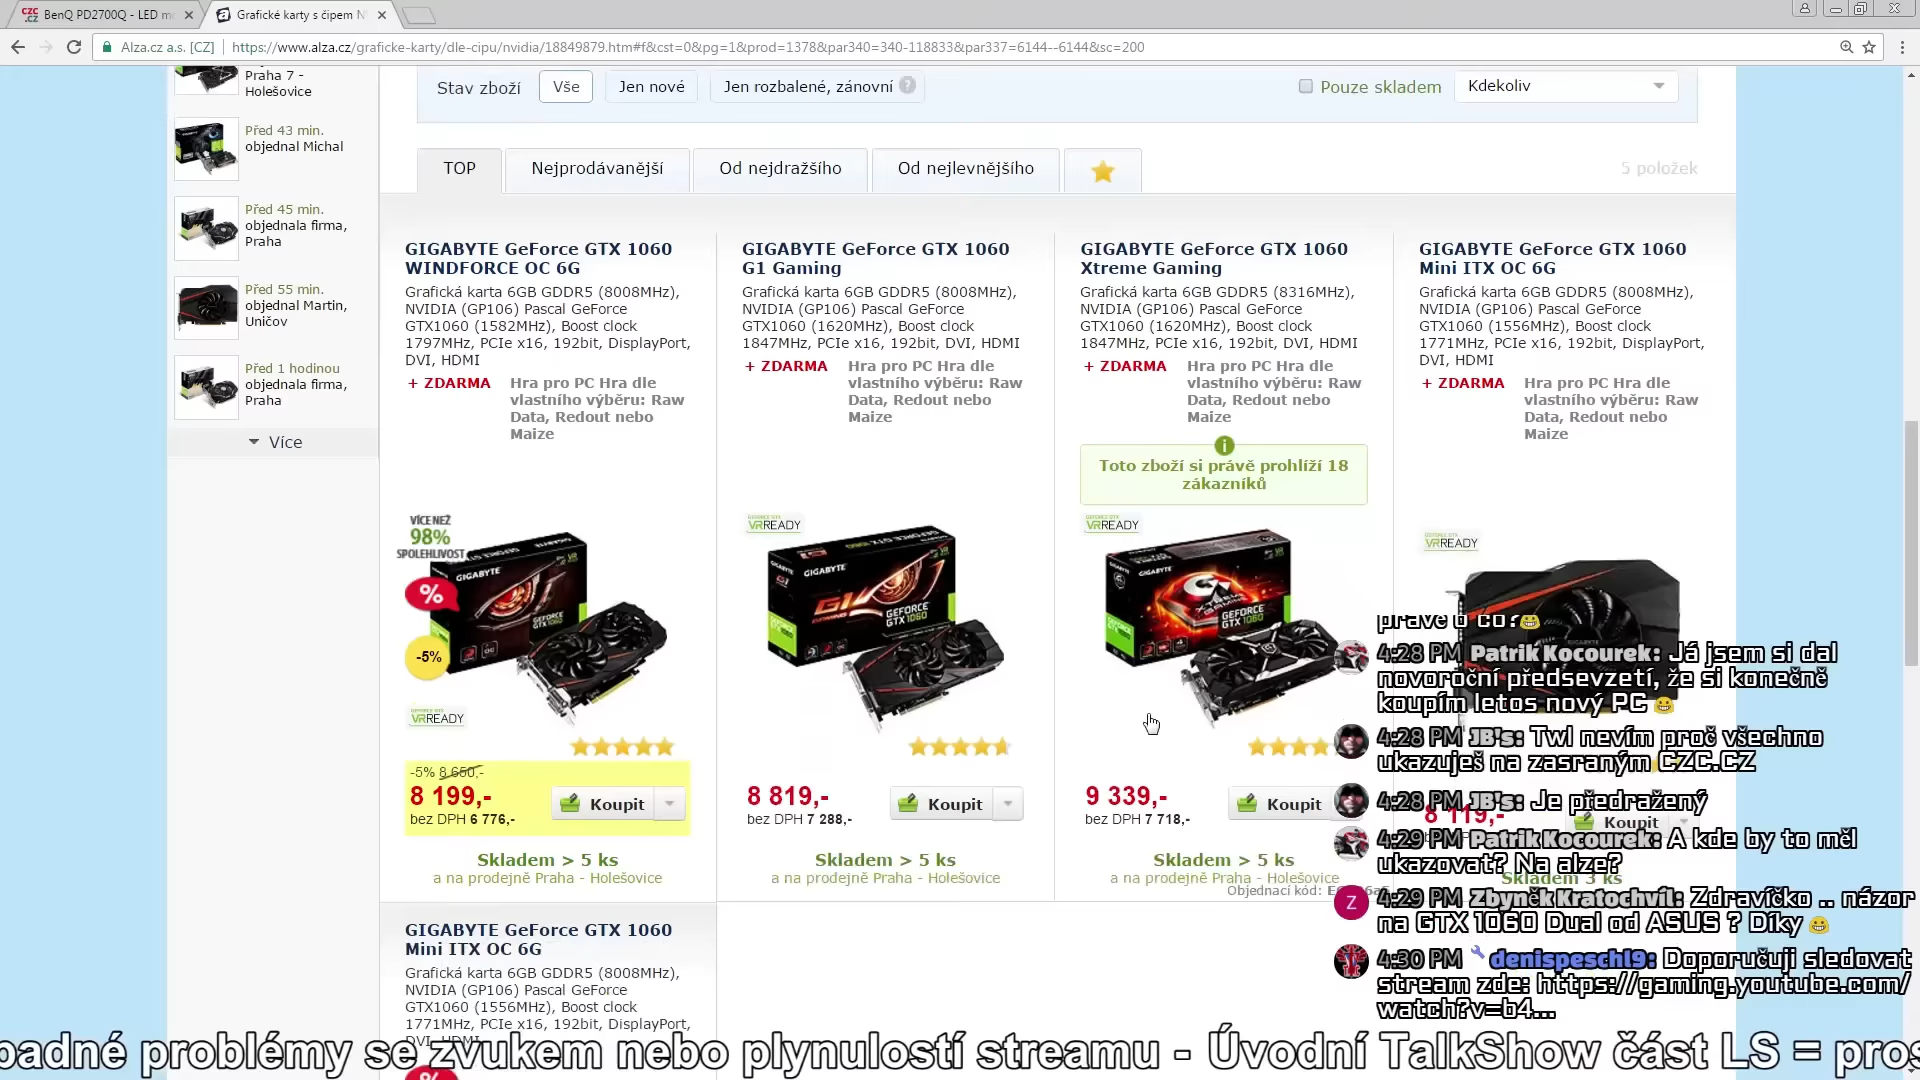 BenQ PD2700Q - LED m
Grafické karty s čipem N
Alza.cz a.s. [CZ]
https://www.alza.cz/graficke-karty/dle-cipu/nvidia/18849879.htm#f&cst=0&pg=1&prod=1378&par340=340-118833&par337=6144--6144&sc=200
Praha 7 -
Holešovice
Před 43 min.
objednal Michal
Před 45 min.
objednala firma,
Praha
Před 55 min.
objednal Martin,
Uničov
Před 1 hodinou
objednala firma,
Praha
Více
Stav zboží
Vše
Jen nové
Jen rozbalené, zánovní
Pouze skladem
Kdekoliv
TOP
Nejprodávanější
Od nejdražšího
Od nejlevnějšího
5 položek
GIGABYTE GeForce GTX 1060
WINDFORCE OC 6G
Grafická karta 6GB GDDR5 (8008MHz),
NVIDIA (GP106) Pascal GeForce
GTX1060 (1582MHz), Boost clock
1797MHz, PCIe x16, 192bit, DisplayPort,
DVI, HDMI
+ ZDARMA
Hra pro PC Hra dle
vlastního výběru: Raw
Data, Redout nebo
Maize
VÍCE NEŽ
98%
SPOLEHLIVOST
%
-5%
GIGABYTE
GEFORCE
GTX 1060
VRREADY
-5% 8 650,-
8 199,-
bez DPH 6 776,-
Koupit
Skladem > 5 ks
a na prodejně Praha - Holešovice
GIGABYTE GeForce GTX 1060
G1 Gaming
Grafická karta 6GB GDDR5 (8008MHz),
NVIDIA (GP106) Pascal GeForce
GTX1060 (1620MHz), Boost clock
1847MHz, PCIe x16, 192bit, DVI, HDMI
+ ZDARMA
Hra pro PC Hra dle
vlastního výběru: Raw
Data, Redout nebo
Maize
VRREADY
GIGABYTE
G1
GEFORCE
GTX 1060
8 819,-
bez DPH 7 288,-
Koupit
Skladem > 5 ks
a na prodejně Praha - Holešovice
GIGABYTE GeForce GTX 1060
Xtreme Gaming
Grafická karta 6GB GDDR5 (8316MHz),
NVIDIA (GP106) Pascal GeForce
GTX1060 (1620MHz), Boost clock
1847MHz, PCIe x16, 192bit, DVI, HDMI
+ ZDARMA
Hra pro PC Hra dle
vlastního výběru: Raw
Data, Redout nebo
Maize
Toto zboží si právě prohlíží 18
zákazníků
VRREADY
GIGABYTE
GEFORCE
GTX 1060
9 339,-
bez DPH 7 718,-
Koupit
Skladem > 5 ks
a na prodejně Praha - Holešovice
Objednací kód:
GIGABYTE GeForce GTX 1060
Mini ITX OC 6G
Grafická karta 6GB GDDR5 (8008MHz),
NVIDIA (GP106) Pascal GeForce
GTX1060 (1556MHz), Boost clock
1771MHz, PCIe x16, 192bit, DisplayPort,
DVI, HDMI
+ ZDARMA
Hra pro PC Hra dle
vlastního výběru: Raw
Data, Redout nebo
Maize
VRREADY
8 119,-
Koupit
Skladem 3 ks
GIGABYTE GeForce GTX 1060
Mini ITX OC 6G
Grafická karta 6GB GDDR5 (8008MHz),
NVIDIA (GP106) Pascal GeForce
GTX1060 (1556MHz), Boost clock
1771MHz, PCIe x16, 192bit, DisplayPort,
DVI, HDMI
právě o co?
4:28 PM Patrik Kocourek: Já jsem si dal
novoroční předsevzetí, že si konečně
koupím letos nový PC
4:28 PM JB's: Twl nevím proč všechno
ukazuješ na zasraným CZC.CZ
4:28 PM JB's: Je předražený
4:29 PM Patrik Kocourek: A kde by to měl
ukazovat? Na alze?
Z
4:29 PM Zbyněk Kratochvíl: Zdravíčko .. názor
na GTX 1060 Dual od ASUS ? Díky
4:30 PM denispeschl9: Doporučuji sledovat
stream zde: https://gaming.youtube.com/
watch?v=b4...
padné problémy se zvukem nebo plynulostí streamu - Úvodní TalkShow část LS = pros